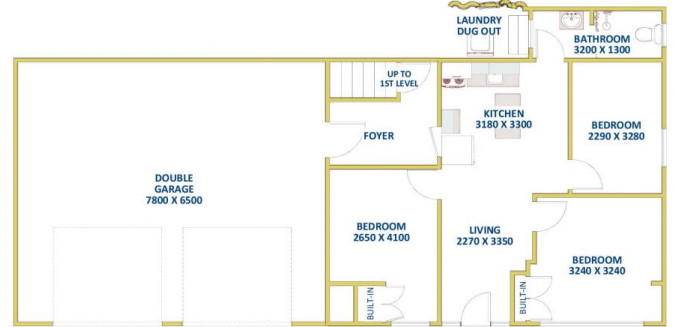 LAUNDRY
DUG OUT
BATHROOM
3200 X 1300
UP TO
1ST LEVEL
KITCHEN
3180 X 3300
FOYER
BEDROOM
2290 X 3280
DOUBLE
GARAGE
7800 X 6500
BEDROOM
2650 X 4100
LIVING
2270 X 3350
BEDROOM
3240 X 3240
BUILT-IN
BUILT-IN